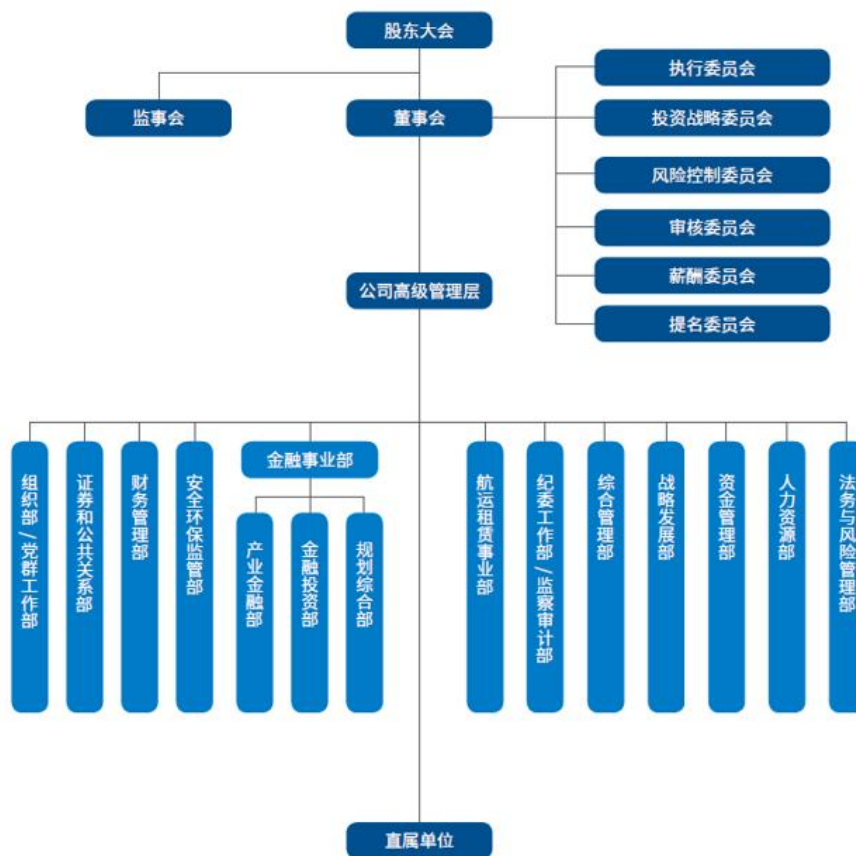 股东大会
监事会
董事会
执行委员会
投资战略委员会
风险控制委员会
审核委员会
薪酬委员会
提名委员会
公司高级管理层
组织部/党群工作部
证券和公共关系部
财务管理部
安全环保监管部
金融事业部
产业金融部
金融投资部
规划综合部
航运租赁事业部
纪委工作部/监察审计部
综合管理部
战略发展部
资金管理部
人力资源部
法务与风险管理部
直属单位